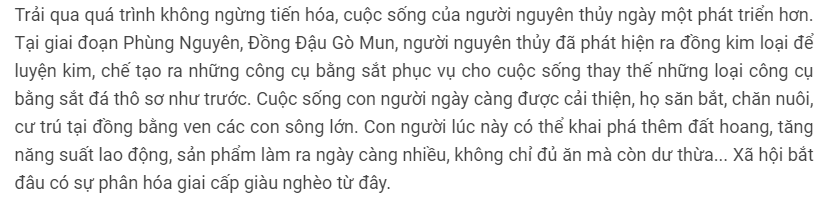 Trải qua quá trình không ngừng tiến hóa, cuộc sống của người nguyên thủy ngày một phát triển hơn.
Tại giai đoạn Phùng Nguyên, Đồng Đậu Gò Mun, người nguyên thủy đã phát hiện ra đồng kim loại để
luyện kim, chế tạo ra những công cụ bằng sắt phục vụ cho cuộc sống thay thế những loại công cụ
bằng sắt đá thô sơ như trước. Cuộc sống con người ngày càng được cải thiện, họ săn bắt, chăn nuôi,
cư trú tại đồng bằng ven các con sông lớn. Con người lúc này có thể khai phá thêm đất hoang, tăng
năng suất lao động, sản phẩm làm ra ngày càng nhiều, không chỉ đủ ăn mà còn dư thừa... Xã hội bắt
đâu có sự phân hóa giai cấp giàu nghèo từ đây.